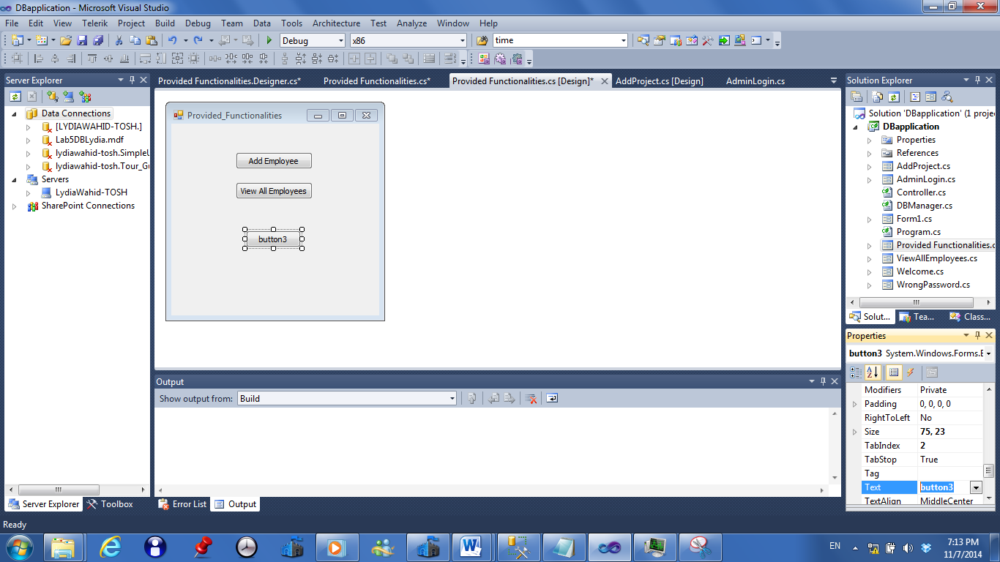 DBapplication - Microsoft Visual Studio
File Edit View Telerik Project Build Debug Team Data Tools Architecture Test Analyze Window Help
Debug x86 time
Server Explorer
Data Connections
[LYDIAWAHID-TOSH.]
Lab5DBLydia.mdf
lydiawahid-tosh.SimpleU
lydiawahid-tosh.Tour_Gu
Servers
LydiaWahid-TOSH
SharePoint Connections
Server Explorer Toolbox
Provided Functionalities.Designer.cs* Provided Functionalities.cs* Provided Functionalities.cs [Design]* AddProject.cs [Design] AdminLogin.cs
Provided_Functionalities
Add Employee
View All Employees
button3
Output
Show output from: Build
Error List Output
Solution Explorer
Solution 'DBapplication' (1 proje
DBapplication
Properties
References
AddProject.cs
AdminLogin.cs
Controller.cs
DBManager.cs
Form1.cs
Program.cs
Provided Functionalities.c
ViewAllEmployees.cs
Welcome.cs
WrongPassword.cs
Solut... Tea... Class...
Properties
button3 System.Windows.Forms.B
Modifiers Private
Padding 0, 0, 0, 0
RightToLeft No
Size 75, 23
TabIndex 2
TabStop True
Tag
Text button3
TextAlign MiddleCenter
Ready
EN 7:13 PM
11/7/2014